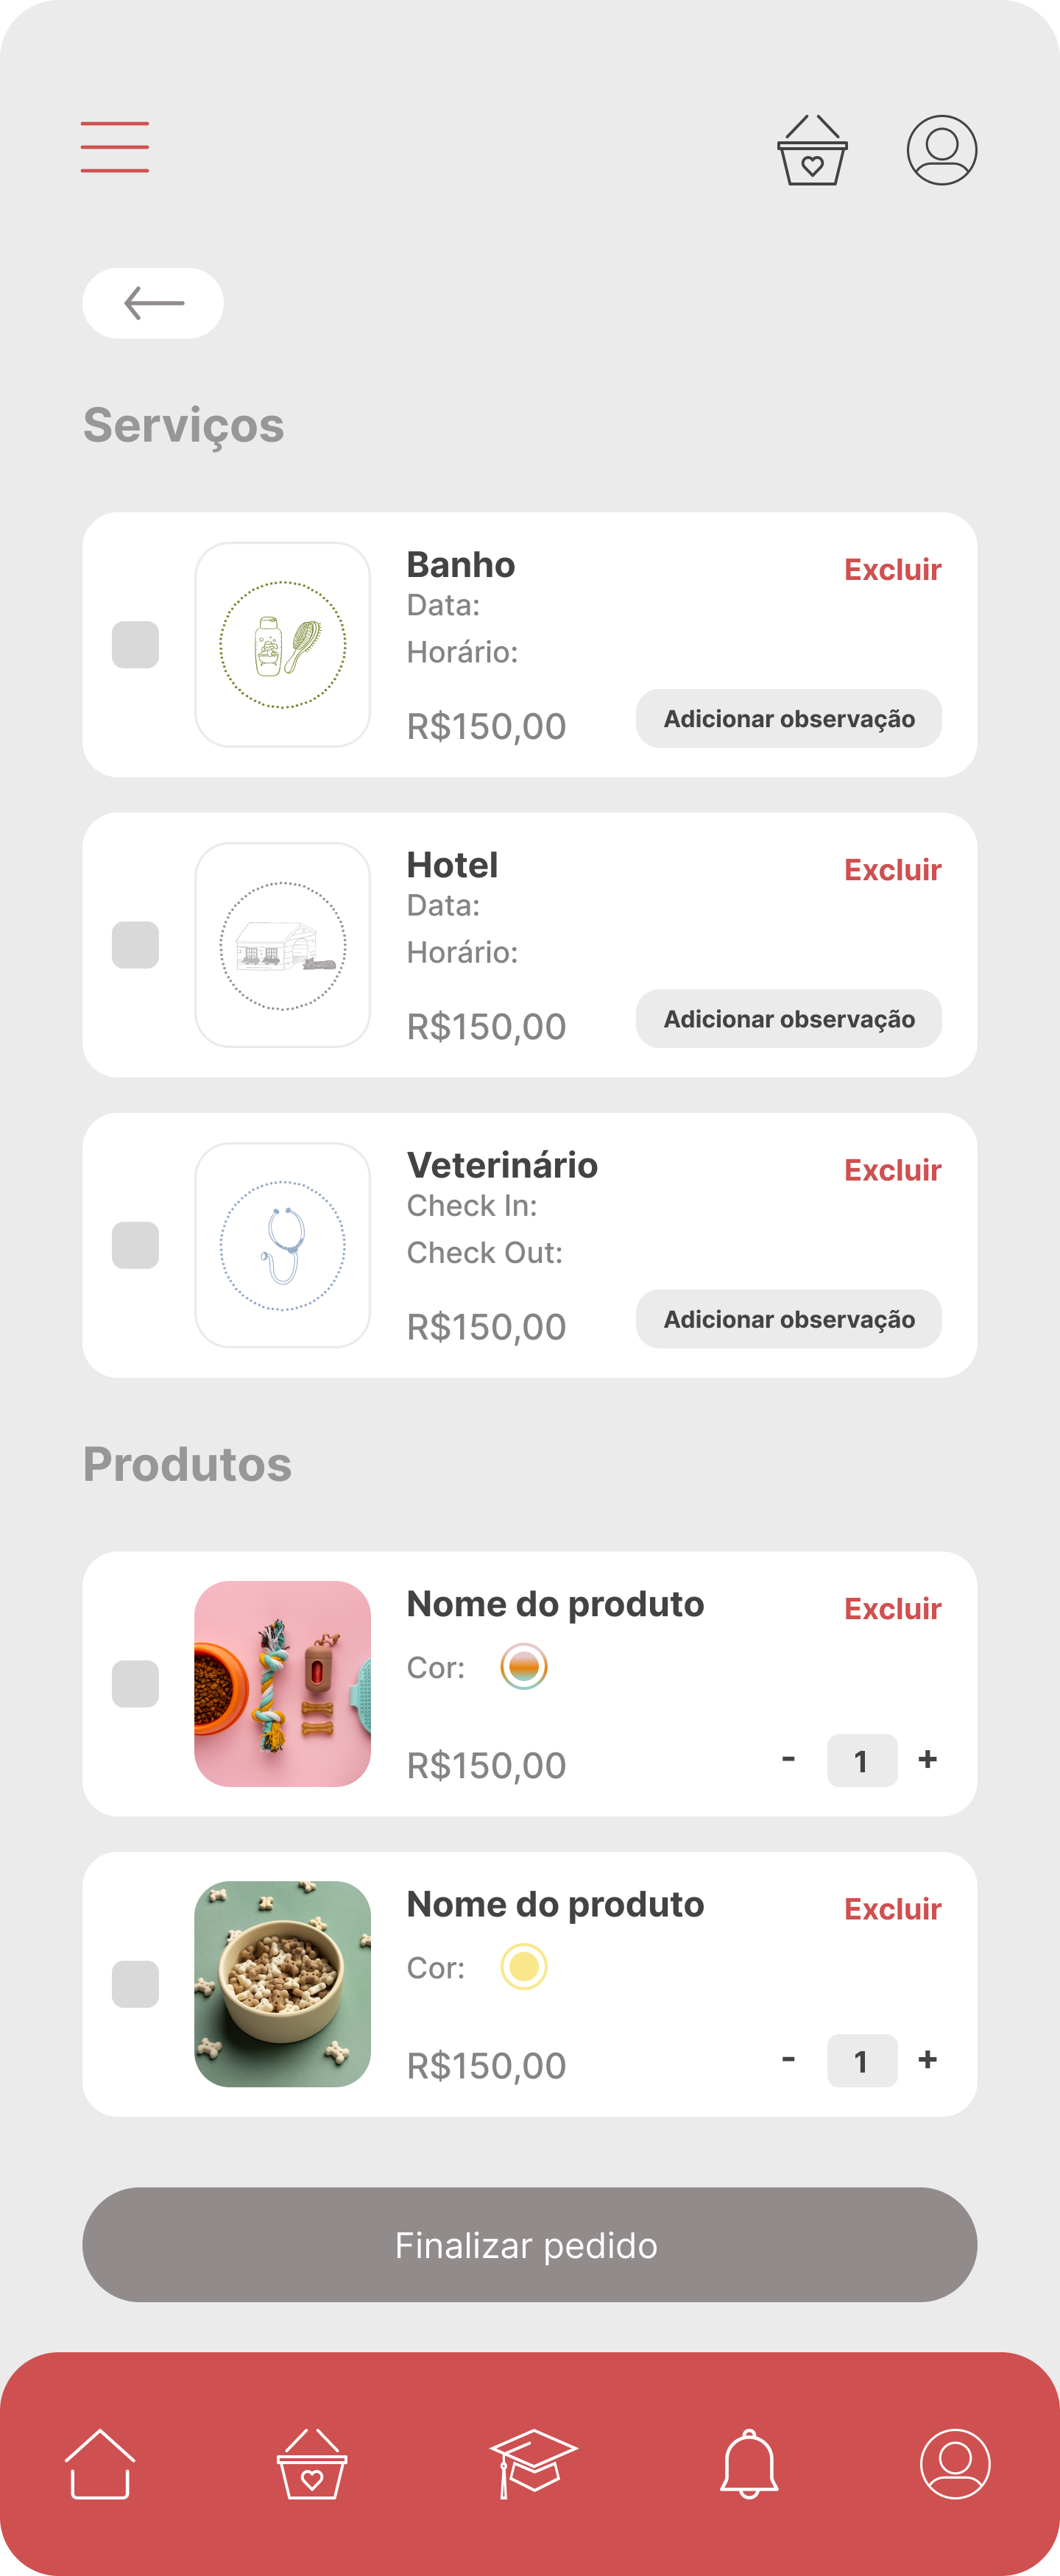 Serviços
Banho
Excluir
Data:
Horário:
R$150,00
Adicionar observação
Hotel
Excluir
Data:
Horário:
R$150,00
Adicionar observação
Veterinário
Excluir
Check In:
Check Out:
R$150,00
Adicionar observação
Produtos
Nome do produto
Excluir
Cor:
R$150,00
- 1 +
Nome do produto
Excluir
Cor:
R$150,00
- 1 +
Finalizar pedido